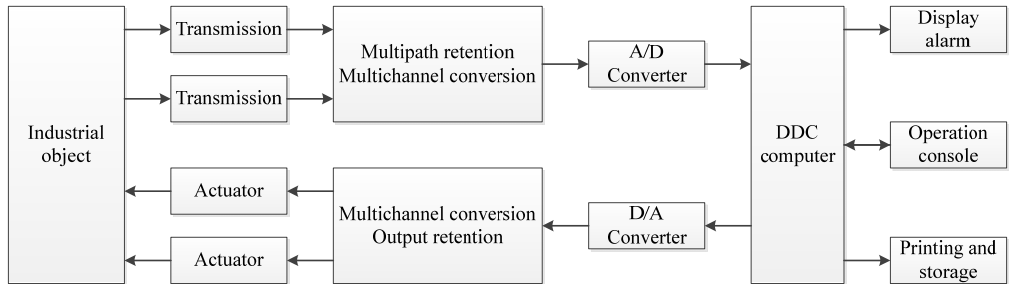 Industrial
object
Transmission
Transmission
Multipath retention
Multichannel conversion
A/D
Converter
DDC
computer
Display
alarm
Operation
console
Printing and
storage
Actuator
Actuator
Multichannel conversion
Output retention
D/A
Converter